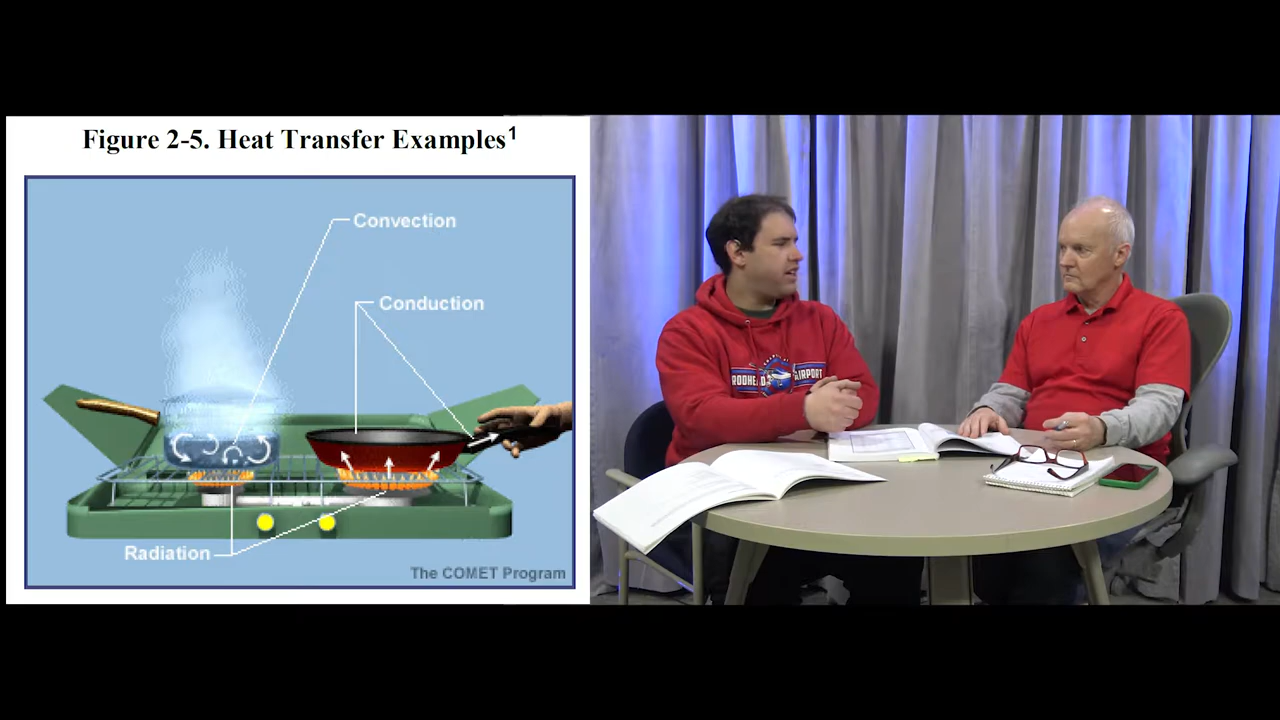 Figure 2-5. Heat Transfer Examples1
Convection
Conduction
Radiation
The COMET Program
AIRPORT